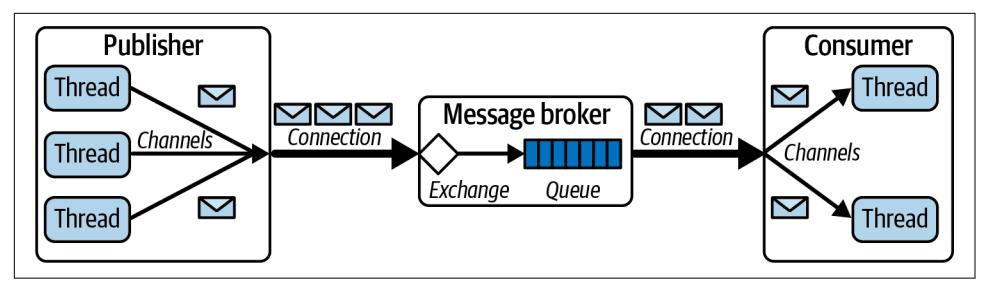 Publisher
Thread
Thread
Thread
Channels
Connection
Message broker
Exchange
Queue
Connection
Consumer
Thread
Channels
Thread